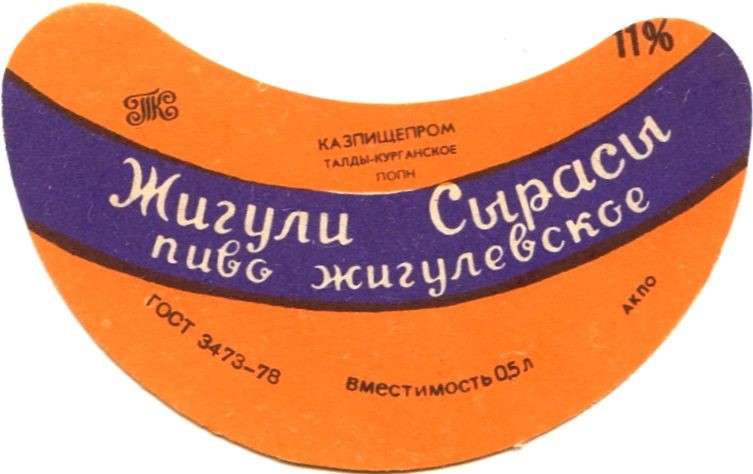 11%
ТК
КАЗПИЩЕПРОМ
ТАЛДЫ-КУРГАНСКОЕ
ПОПН
Жигули Сырасы
пиво жигулевское
ГОСТ 3473-78
вместимость 0,5 л
АКПО